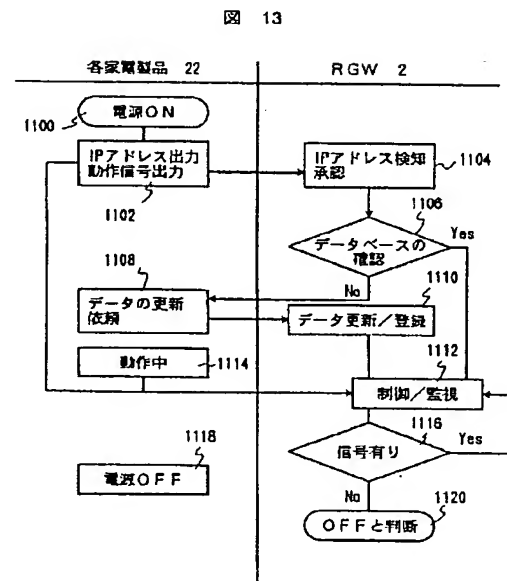 図 13
各家電製品 22
RGW 2
1100
電源ON
IPアドレス出力
動作信号出力
1102
IPアドレス検知
承認
1104
1106
データベースの
確認
Yes
No
1108
データの更新
依頼
1110
データ更新/登録
動作中
1114
1112
制御/監視
1116
信号有り
Yes
No
1118
電源OFF
1120
OFFと判断